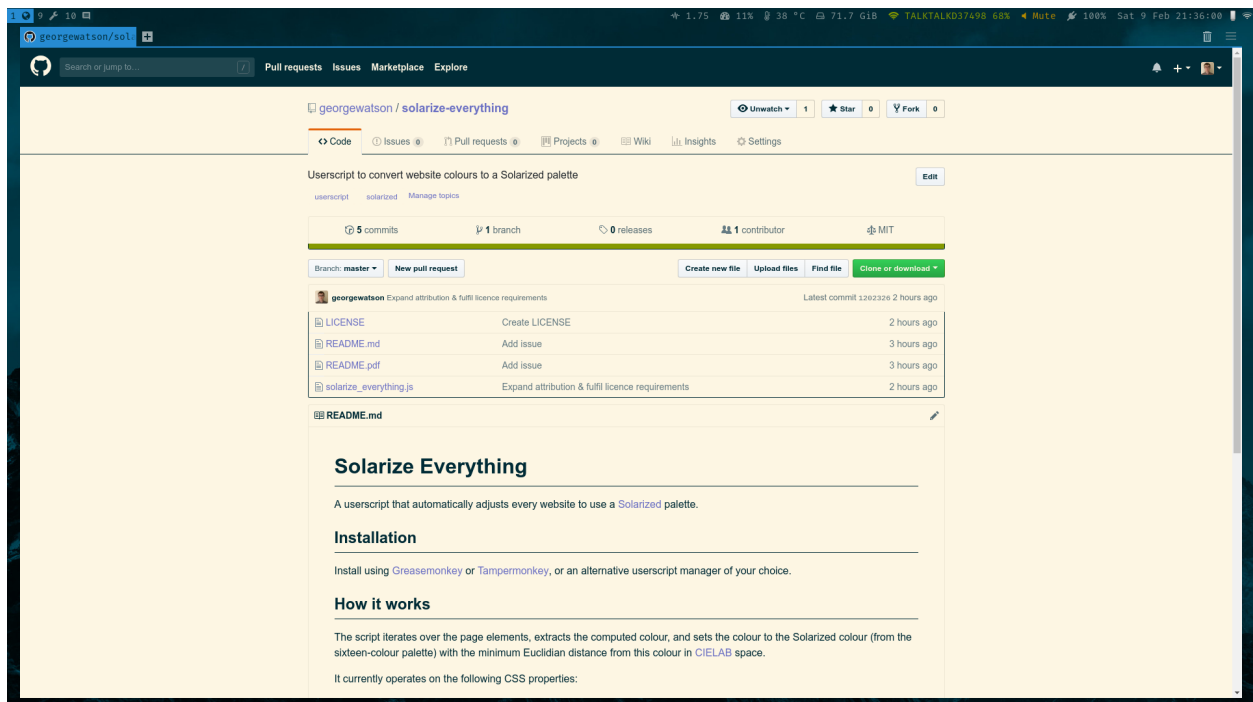 1 9 10 1.75 11% 38 °C 71.7 GiB TALKTALKD37498 68% Mute 100% Sat 9 Feb 21:36:00
georgewatson/sol
Search or jump to... / Pull requests Issues Marketplace Explore
georgewatson / solarize-everything Unwatch 1 Star 0 Fork 0
Code Issues 0 Pull requests 0 Projects 0 Wiki Insights Settings
Userscript to convert website colours to a Solarized palette Edit
userscript solarized Manage topics
5 commits 1 branch 0 releases 1 contributor MIT
Branch: master New pull request Create new file Upload files Find file Clone or download
georgewatson Expand attribution & fulfil licence requirements Latest commit 1202326 2 hours ago
LICENSE Create LICENSE 2 hours ago
README.md Add issue 3 hours ago
README.pdf Add issue 3 hours ago
solarize_everything.js Expand attribution & fulfil licence requirements 2 hours ago
README.md
Solarize Everything
A userscript that automatically adjusts every website to use a Solarized palette.
Installation
Install using Greasemonkey or Tampermonkey, or an alternative userscript manager of your choice.
How it works
The script iterates over the page elements, extracts the computed colour, and sets the colour to the Solarized colour (from the
sixteen-colour palette) with the minimum Euclidian distance from this colour in CIELAB space.
It currently operates on the following CSS properties: